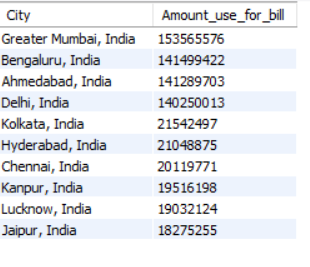 City Amount_use_for_bill
Greater Mumbai, India 153565576
Bengaluru, India 141499422
Ahmedabad, India 141289703
Delhi, India 140250013
Kolkata, India 21542497
Hyderabad, India 21048875
Chennai, India 20119771
Kanpur, India 19516198
Lucknow, India 19032124
Jaipur, India 18275255